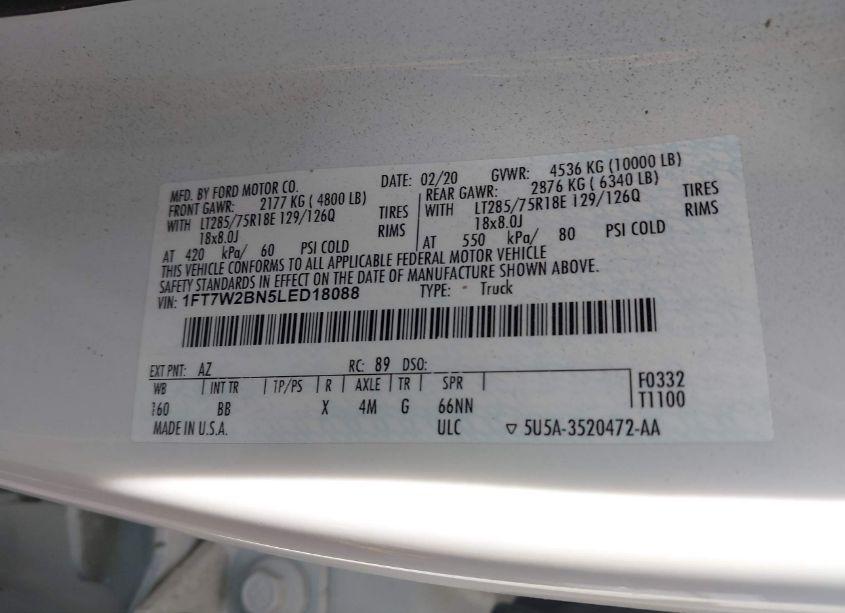 MFD. BY FORD MOTOR CO. DATE: 02/20 GVWR: 4536 KG (10000 LB)
FRONT GAWR: 2177 KG ( 4800 LB) REAR GAWR: 2876 KG ( 6340 LB)
WITH LT285/75R18E 129/126Q TIRES WITH LT285/75R18E 129/126Q TIRES
18x8.0J RIMS 18x8.0J RIMS
AT 420 kPa/ 60 PSI COLD AT 550 kPa/ 80 PSI COLD
THIS VEHICLE CONFORMS TO ALL APPLICABLE FEDERAL MOTOR VEHICLE
SAFETY STANDARDS IN EFFECT ON THE DATE OF MANUFACTURE SHOWN ABOVE.
VIN: 1FT7W2BN5LED18088 TYPE: Truck
EXT PNT: AZ RC: 89 DSO:
WB INT TR TP/PS R AXLE TR SPR F0332
160 BB X 4M G 66NN T1100
MADE IN U.S.A. ULC ▽ 5U5A-3520472-AA